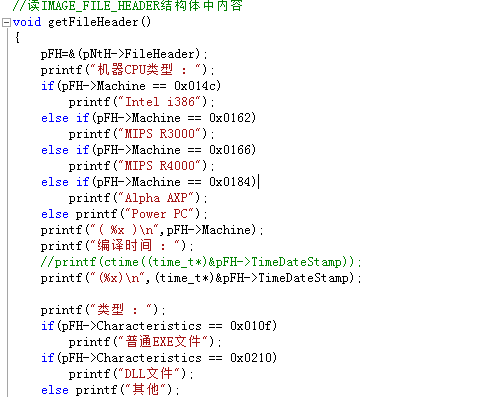 //读IMAGE_FILE_HEADER结构体中内容
void getFileHeader()
{
pFH=&(pNtH->FileHeader);
printf("机器CPU类型 : ");
if(pFH->Machine == 0x014c)
printf("Intel i386");
else if(pFH->Machine == 0x0162)
printf("MIPS R3000");
else if(pFH->Machine == 0x0166)
printf("MIPS R4000");
else if(pFH->Machine == 0x0184)
printf("Alpha AXP");
else printf("Power PC");
printf("( %x )\n",pFH->Machine);
printf("编译时间 : ");
//printf(ctime((time_t*)&pFH->TimeDateStamp));
printf("(%x)\n",(time_t*)&pFH->TimeDateStamp);
printf("类型 : ");
if(pFH->Characteristics == 0x010f)
printf("普通EXE文件");
if(pFH->Characteristics == 0x0210)
printf("DLL文件");
else printf("其他");